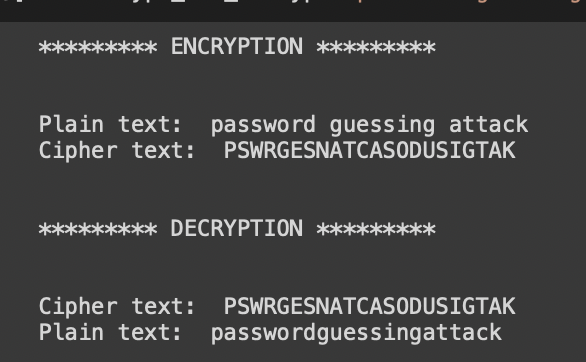 ********* ENCRYPTION *********
Plain text:  password guessing attack
Cipher text:  PSWRGESNATCASODUSIGTAK
********* DECRYPTION *********
Cipher text:  PSWRGESNATCASODUSIGTAK
Plain text:  passwordguessingattack